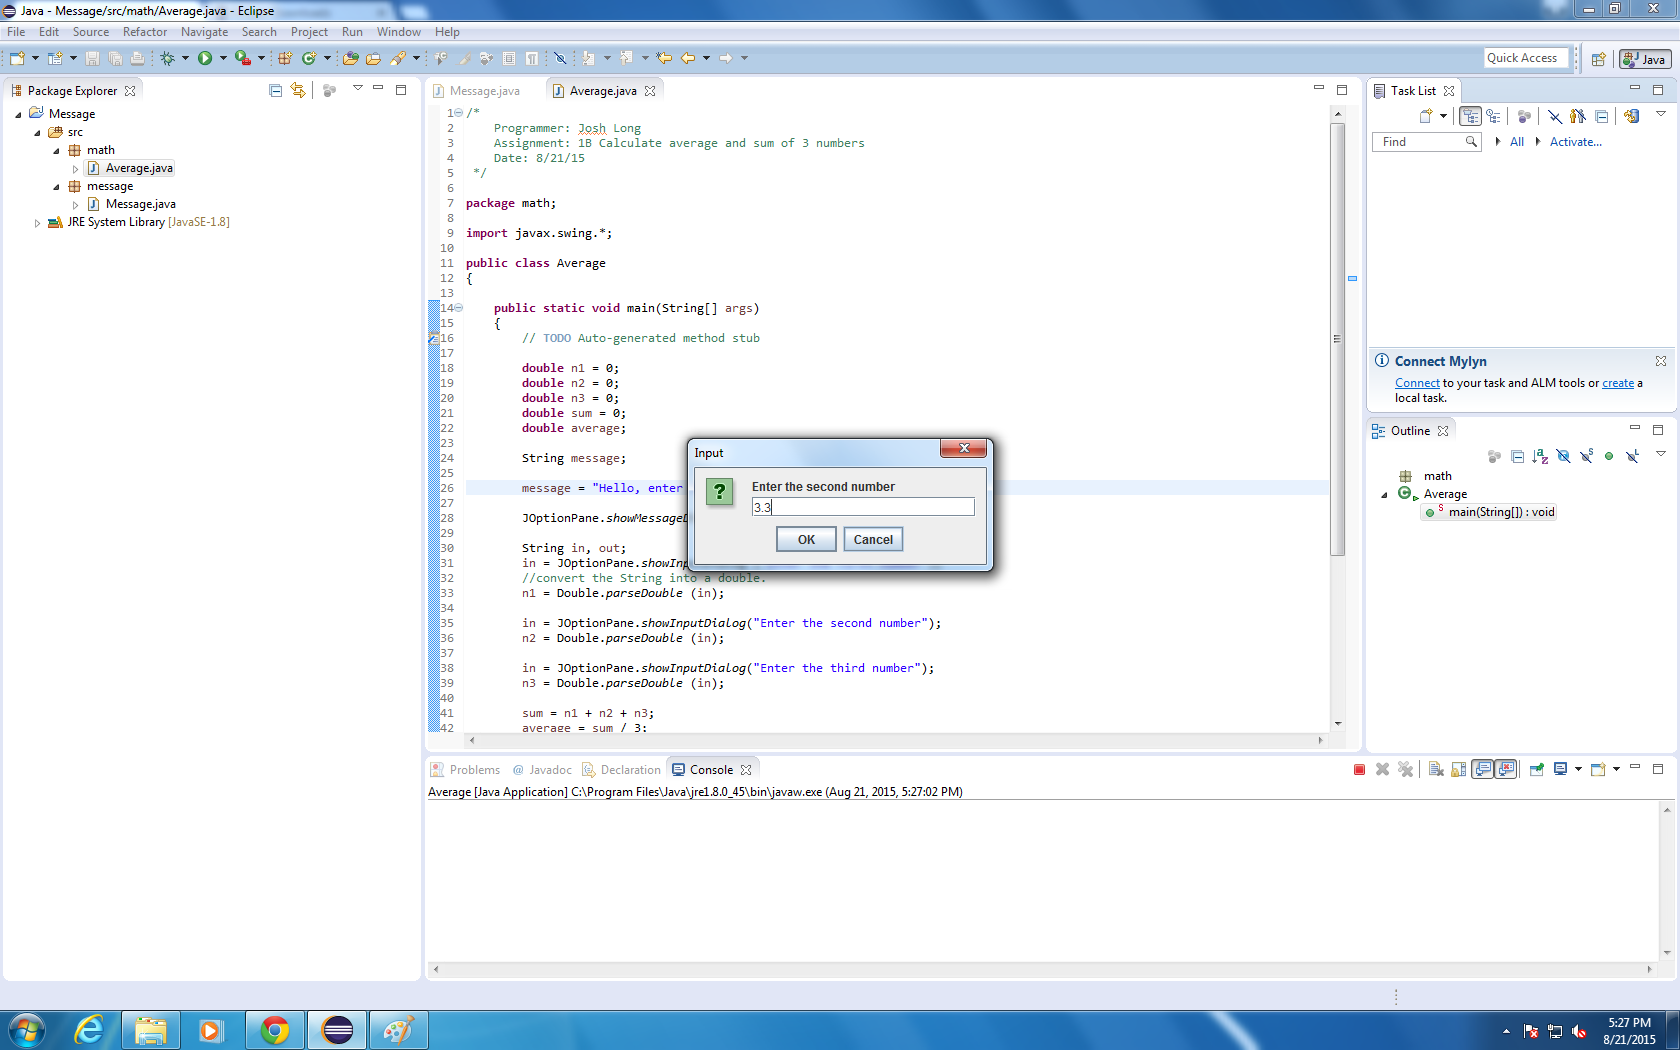 Java - Message/src/math/Average.java - Eclipse
File Edit Source Refactor Navigate Search Project Run Window Help
Quick Access
Java
Package Explorer
Message
src
math
Average.java
message
Message.java
JRE System Library [JavaSE-1.8]
Message.java
Average.java
1 /*
2 Programmer: Josh Long
3 Assignment: 1B Calculate average and sum of 3 numbers
4 Date: 8/21/15
5 */
6
7 package math;
8
9 import javax.swing.*;
10
11 public class Average
12 {
13
14 public static void main(String[] args)
15 {
16 // TODO Auto-generated method stub
17
18 double n1 = 0;
19 double n2 = 0;
20 double n3 = 0;
21 double sum = 0;
22 double average;
23
24 String message;
25
26 message = "Hello, enter
27
28 JOptionPane.showMessageD
29
30 String in, out;
31 in = JOptionPane.showInp
32 //convert the String into a double.
33 n1 = Double.parseDouble (in);
34
35 in = JOptionPane.showInputDialog("Enter the second number");
36 n2 = Double.parseDouble (in);
37
38 in = JOptionPane.showInputDialog("Enter the third number");
39 n3 = Double.parseDouble (in);
40
41 sum = n1 + n2 + n3;
42 average = sum / 3;
Input
Enter the second number
3.3
OK Cancel
Task List
Find
All
Activate...
Connect Mylyn
Connect to your task and ALM tools or create a
local task.
Outline
math
Average
main(String[]) : void
Problems @ Javadoc Declaration Console
Average [Java Application] C:\Program Files\Java\jre1.8.0_45\bin\javaw.exe (Aug 21, 2015, 5:27:02 PM)
5:27 PM
8/21/2015